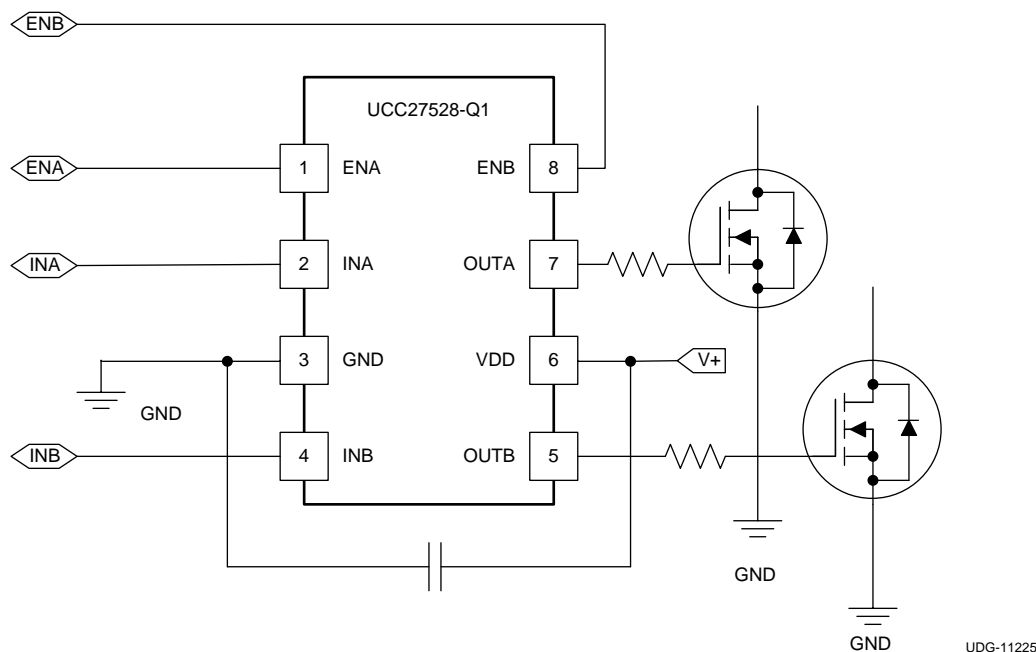 ENB
UCC27528-Q1
ENA
1
ENA
ENB
8
INA
2
INA
OUTA
7
3
GND
VDD
6
V+
GND
INB
4
INB
OUTB
5
GND
GND
UDG-11225